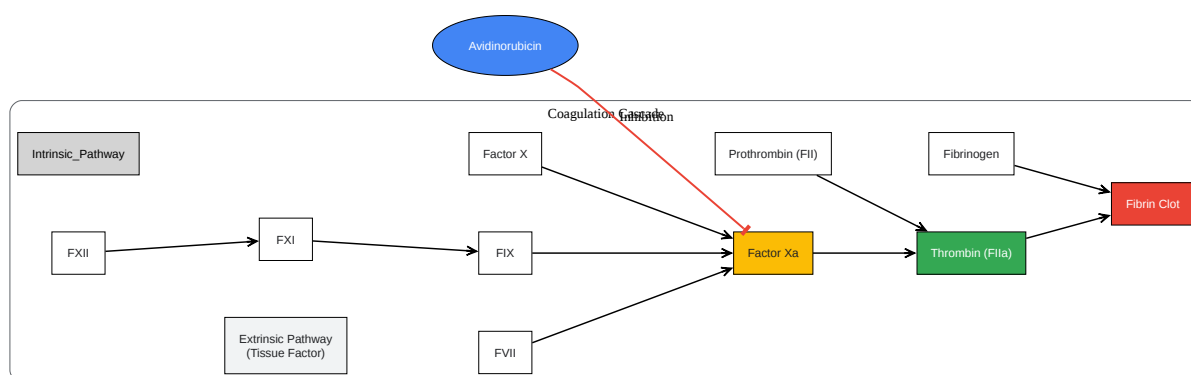 Avidinorubicin
Coagulation Cascade
Inhibition
Intrinsic_Pathway
Factor X
Prothrombin (FII)
Fibrinogen
Fibrin Clot
FXII
FXI
FIX
Factor Xa
Thrombin (FIIa)
Extrinsic Pathway
(Tissue Factor)
FVII